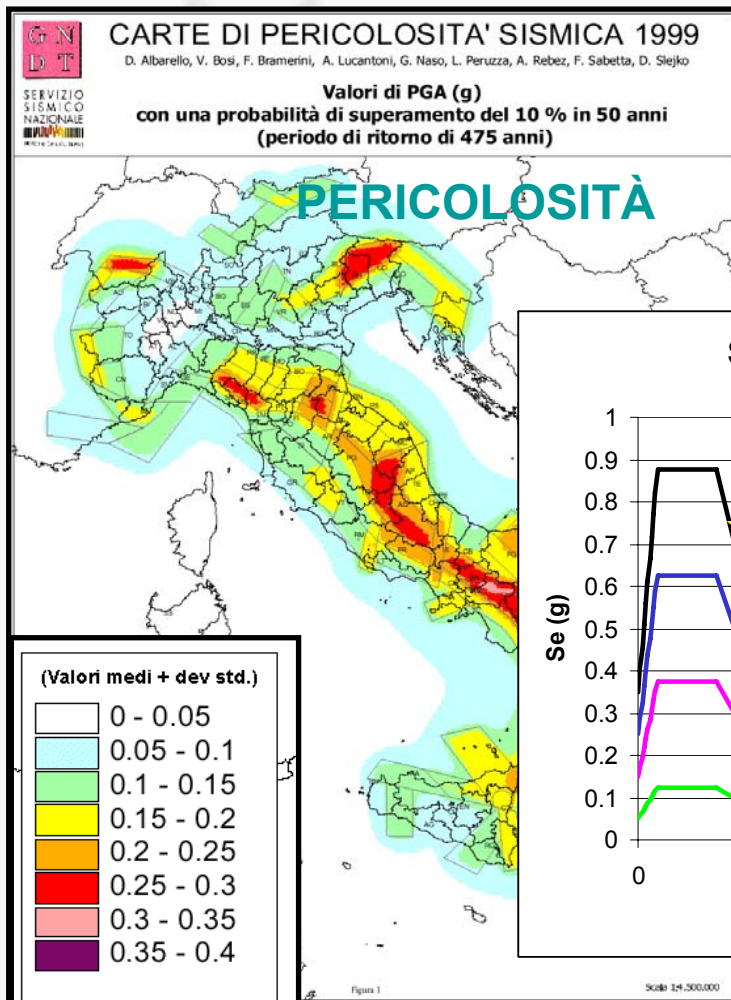 G N
D T
SERVIZIO
SISMICO
NAZIONALE
CARTE DI PERICOLOSITA' SISMICA 1999
D. Albarello, V. Bosi, F. Bramerini, A. Lucantoni, G. Naso, L. Peruzza, A. Rebez, F. Sabetta, D. Slejko
Valori di PGA (g)
con una probabilità di superamento del 10 % in 50 anni
(periodo di ritorno di 475 anni)
PERICOLOSITÀ
(Valori medi + dev std.)
0 - 0.05
0.05 - 0.1
0.1 - 0.15
0.15 - 0.2
0.2 - 0.25
0.25 - 0.3
0.3 - 0.35
0.35 - 0.4
Figura 1
Scala 1:4.500.000
S
Se (g)
1
0.9
0.8
0.7
0.6
0.5
0.4
0.3
0.2
0.1
0
0